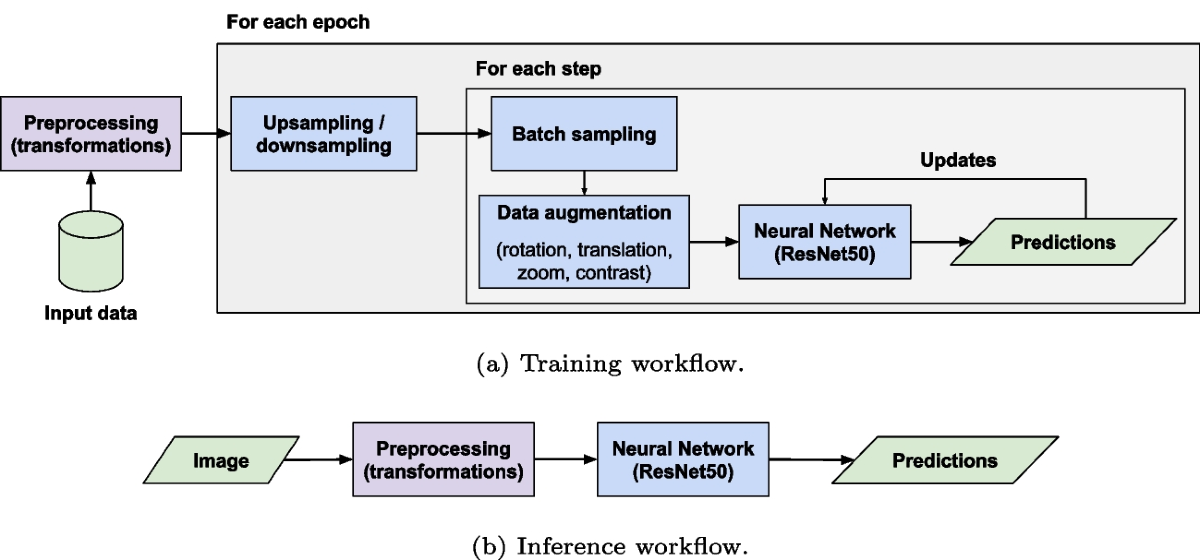 For each epoch
For each step
Preprocessing
(transformations)
Upsampling /
downsampling
Batch sampling
Updates
Data augmentation
(rotation, translation,
zoom, contrast)
Neural Network
(ResNet50)
Predictions
Input data
(a) Training workflow.
Image
Preprocessing
(transformations)
Neural Network
(ResNet50)
Predictions
(b) Inference workflow.